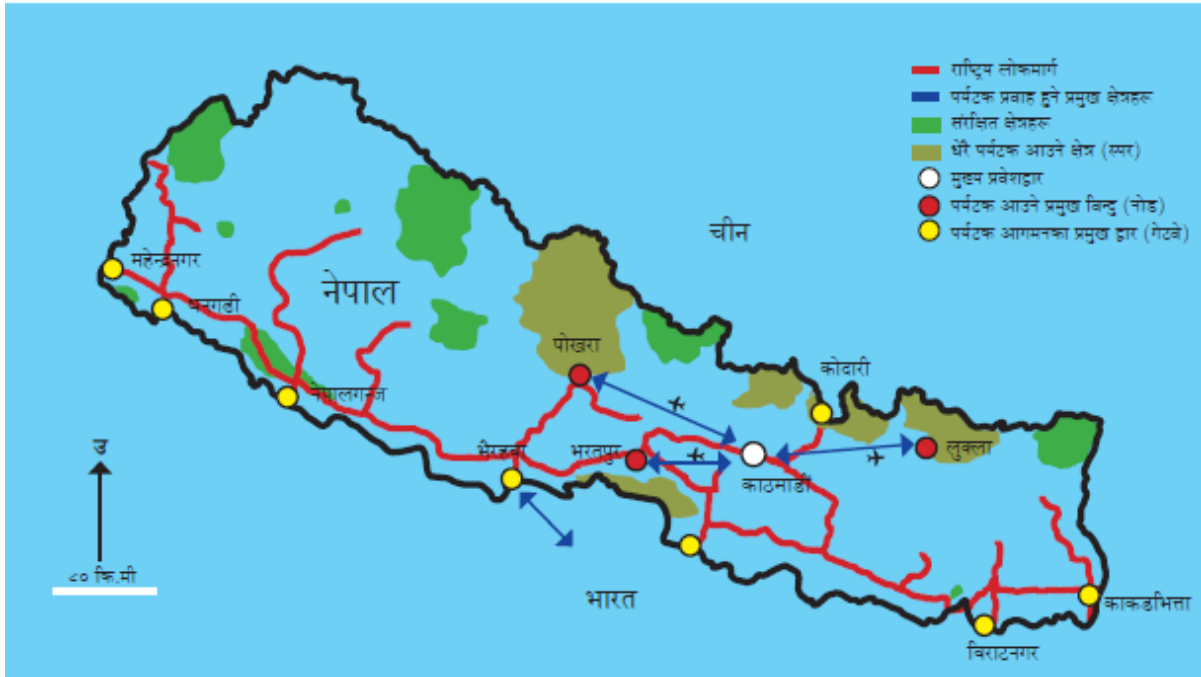 राष्ट्रिय लोकमार्ग
पर्यटक प्रवाह हुने प्रमुख क्षेत्रहरू
संरक्षित क्षेत्रहरू
धेरै पर्यटक आउने क्षेत्र (स्पर)
मुख्य प्रवेशद्वार
पर्यटक आउने प्रमुख विन्दु (नोड)
पर्यटक आगमनका प्रमुख द्वार (गेटवे)
चीन
महेन्द्रनगर
धनगढी
नेपाल
पोखरा
कोदारी
नेपालगन्ज
उ
भैरहवा
भरतपुर
काठमाडौं
लुक्ला
८० कि.मी
भारत
काकडभित्ता
विराटनगर